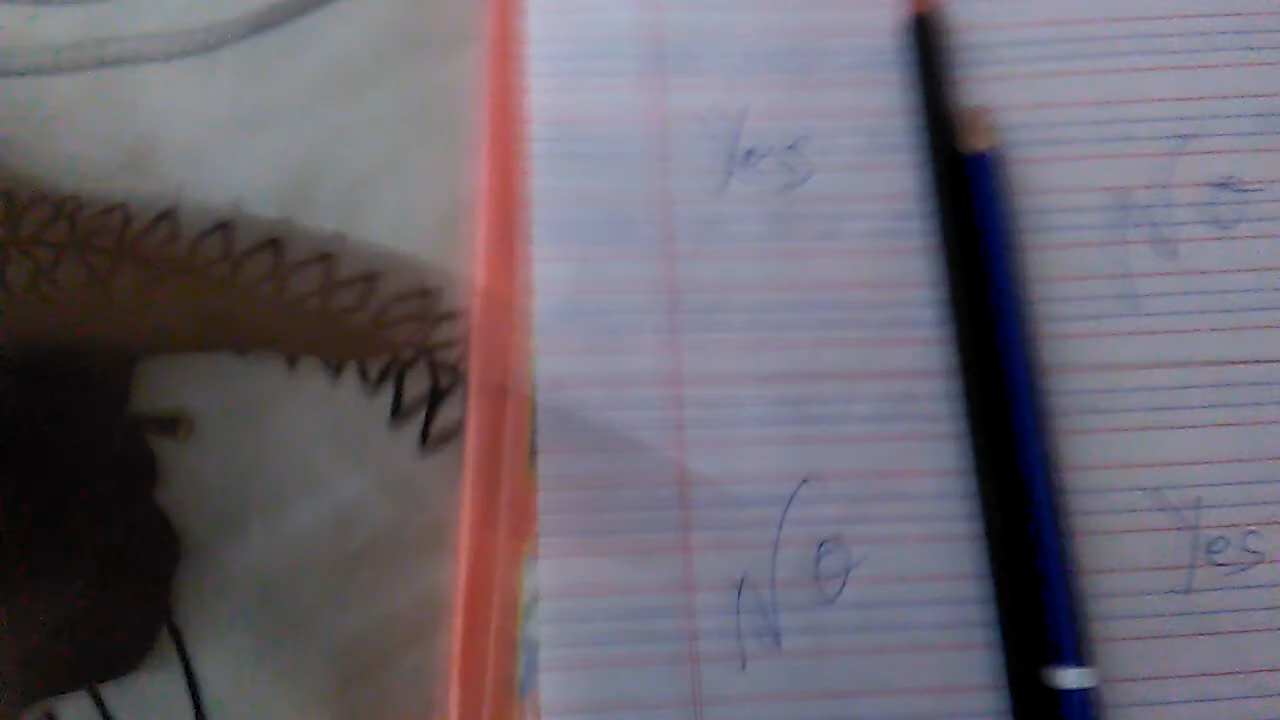 Yes No
No Yes